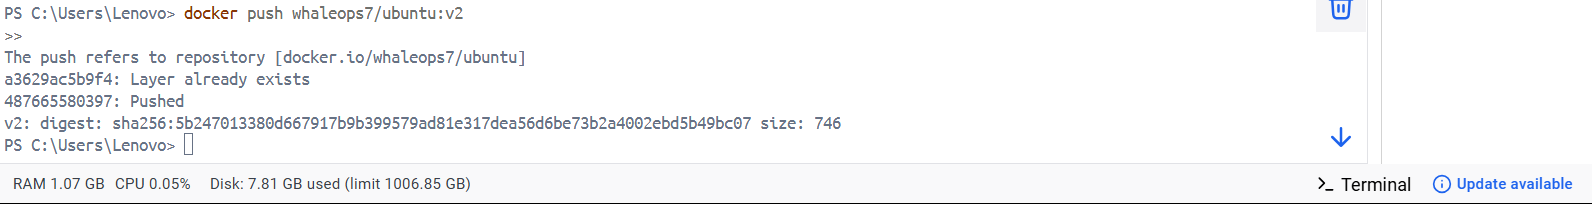 PS C:\Users\Lenovo> docker push whaleops7/ubuntu:v2
>>
The push refers to repository [docker.io/whaleops7/ubuntu]
a3629ac5b9f4: Layer already exists
487665580397: Pushed
v2: digest: sha256:5b247013380d667917b9b399579ad81e317dea56d6be73b2a4002ebd5b49bc07 size: 746
PS C:\Users\Lenovo>
RAM 1.07 GB CPU 0.05% Disk: 7.81 GB used (limit 1006.85 GB) >_ Terminal Update available